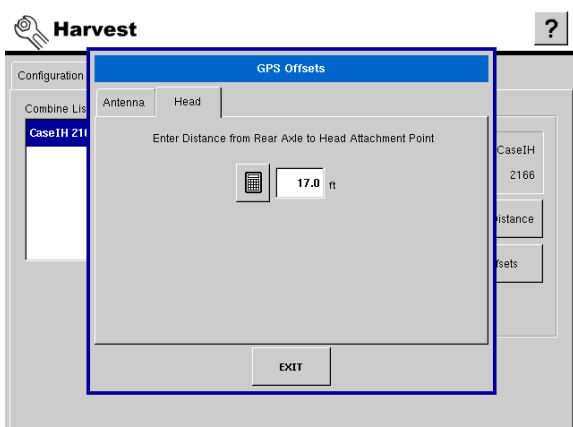 Harvest
?
GPS Offsets
Configuration
Antenna
Head
Combine Lis
CaseIH 210
Enter Distance from Rear Axle to Head Attachment Point
17.0 ft
CaseIH
2166
istance
fsets
EXIT